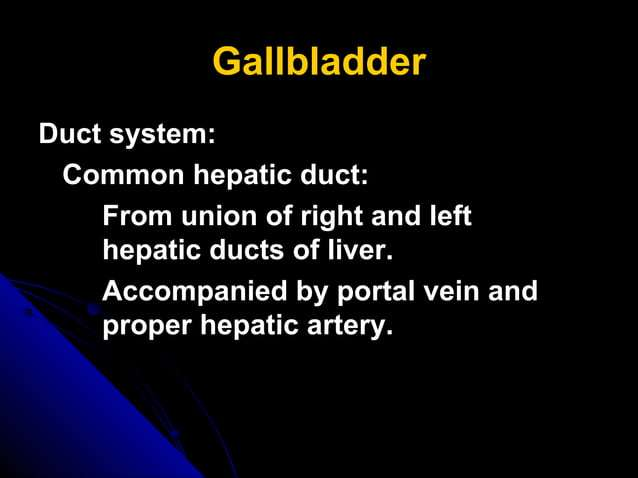 Gallbladder
Duct system:
Common hepatic duct:
From union of right and left
hepatic ducts of liver.
Accompanied by portal vein and
proper hepatic artery.